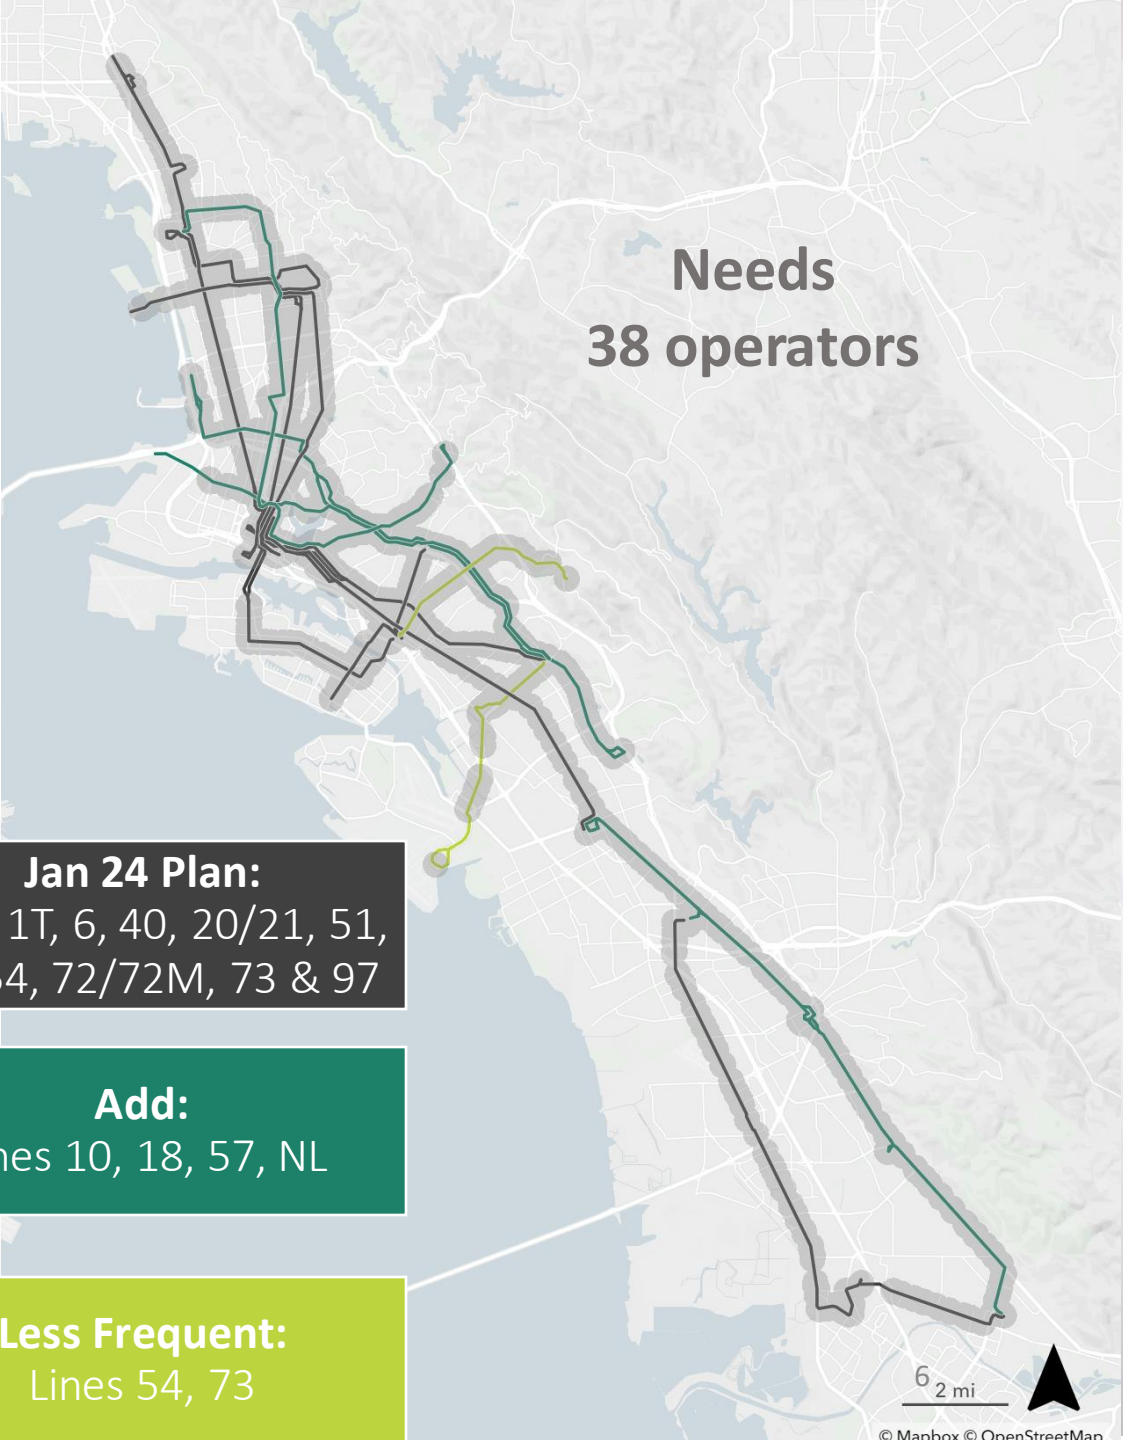 Needs
38 operators
Jan 24 Plan:
1T, 6, 40, 20/21, 51,
72/72M, 73 & 97
Add:
10, 18, 57, NL
Less Frequent:
Lines 54, 73
6
2 mi
© Mapbox © OpenStreetMap